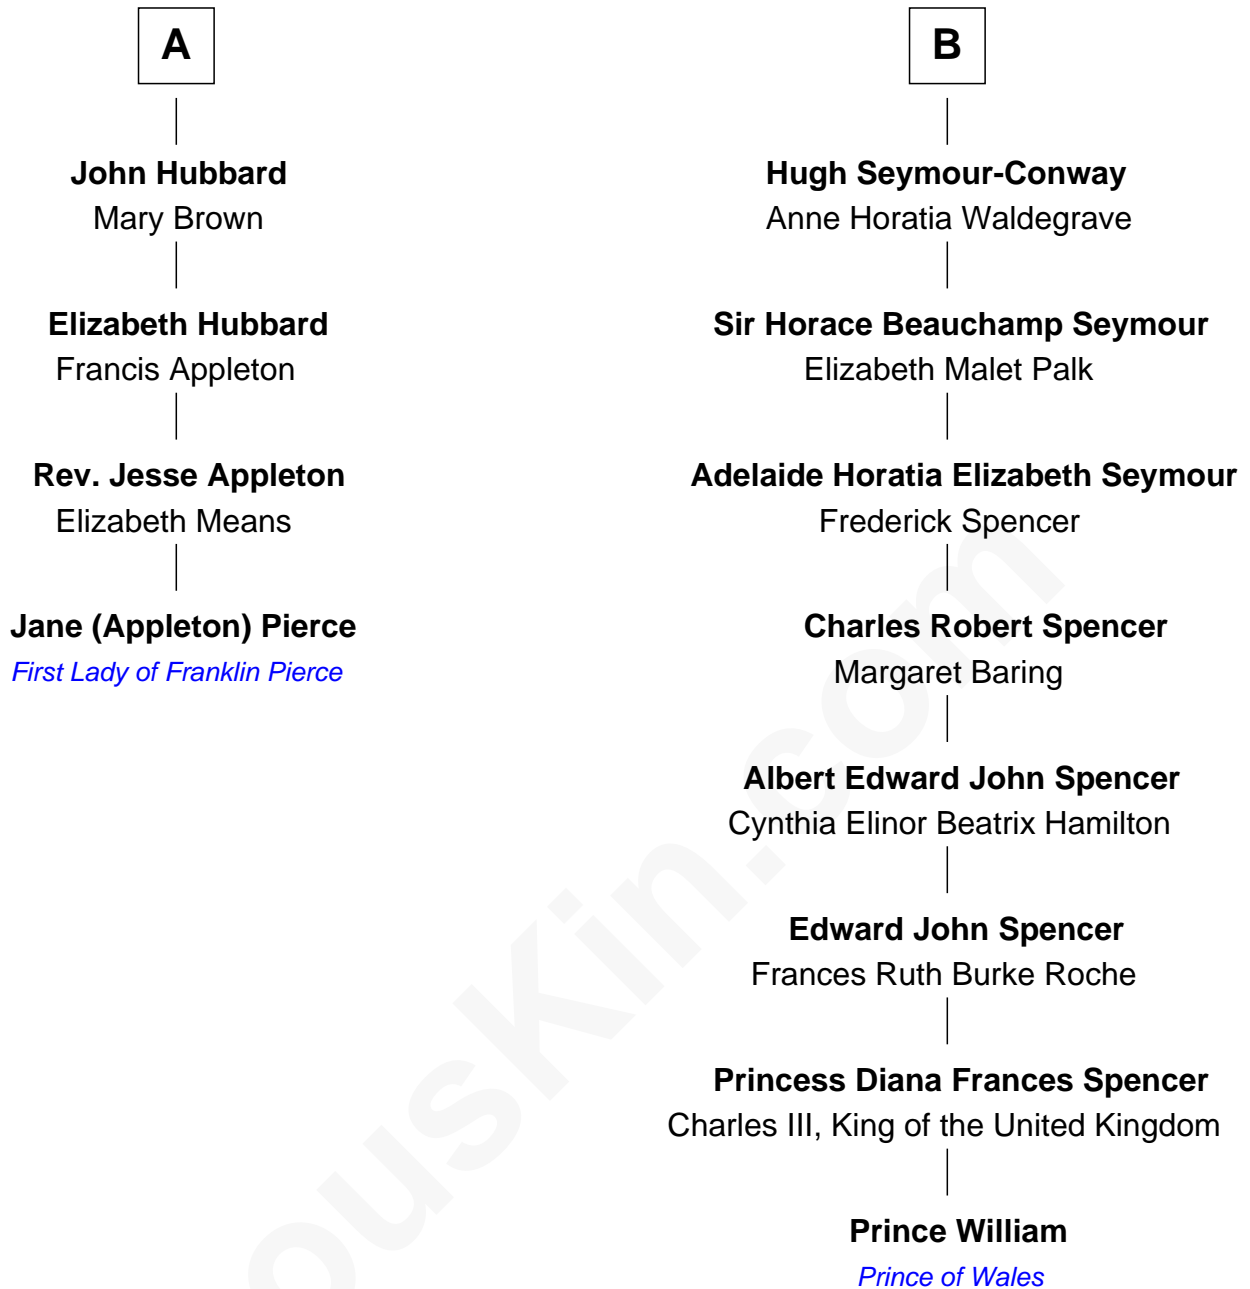 A
John Hubbard
Mary Brown
Elizabeth Hubbard
Francis Appleton
Rev. Jesse Appleton
Elizabeth Means
Jane (Appleton) Pierce
First Lady of Franklin Pierce
B
Hugh Seymour-Conway
Anne Horatia Waldegrave
Sir Horace Beauchamp Seymour
Elizabeth Malet Palk
Adelaide Horatia Elizabeth Seymour
Frederick Spencer
Charles Robert Spencer
Margaret Baring
Albert Edward John Spencer
Cynthia Elinor Beatrix Hamilton
Edward John Spencer
Frances Ruth Burke Roche
Princess Diana Frances Spencer
Charles III, King of the United Kingdom
Prince William
Prince of Wales
ousKin.com